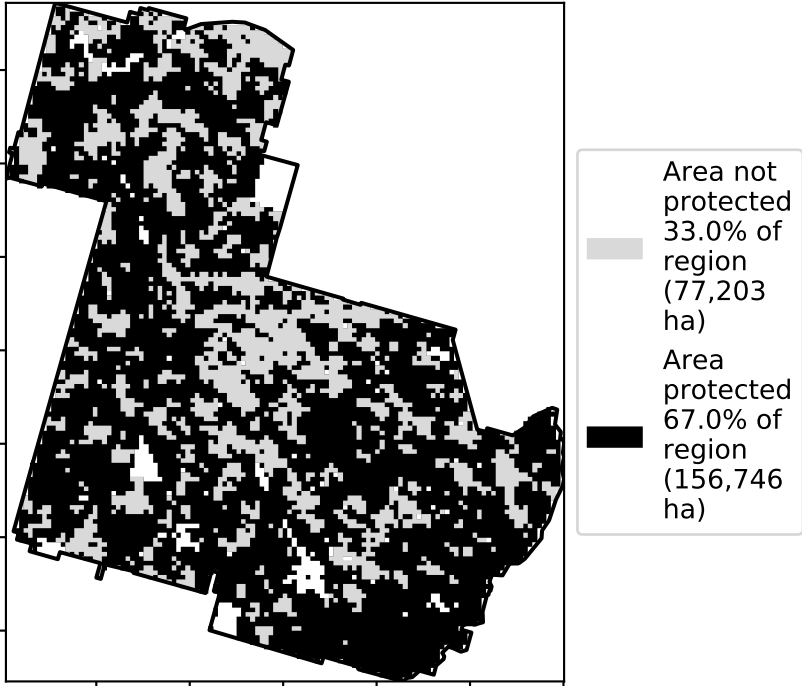 Area not
protected
33.0% of
region
(77,203
ha)
Area
protected
67.0% of
region
(156,746
ha)